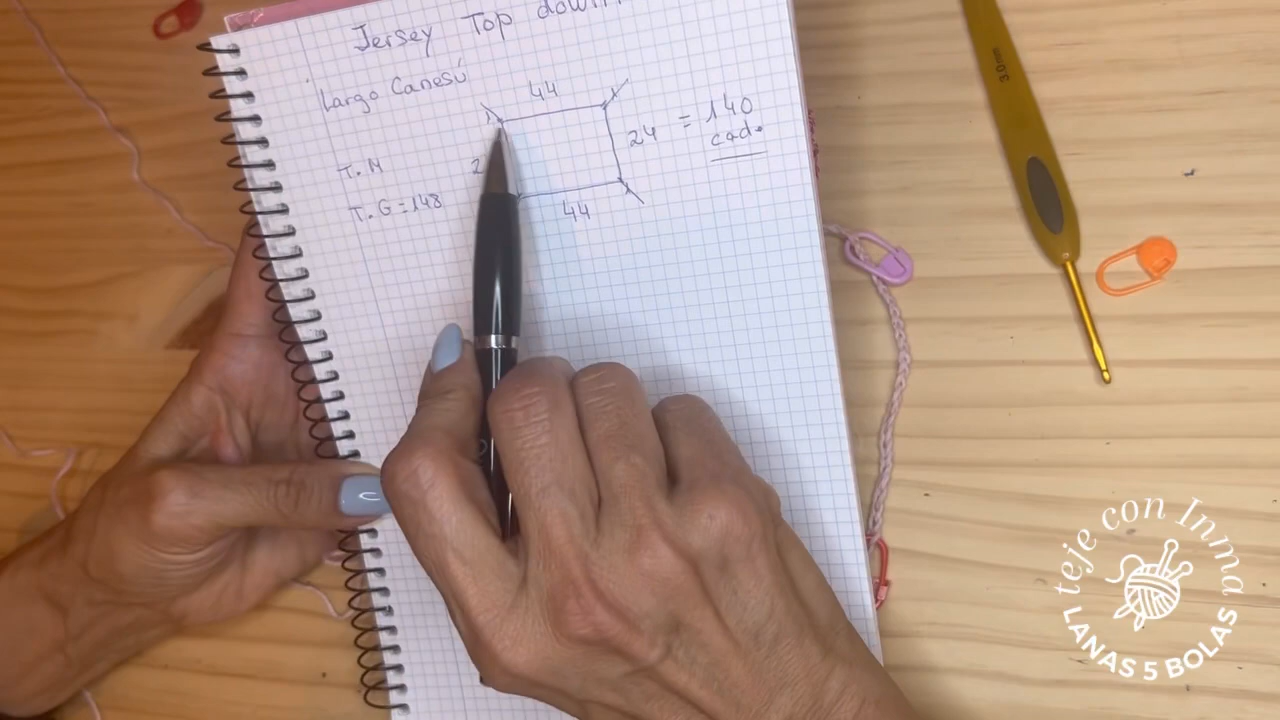 Jersey Top down
Largo Canesú
44
24 = 140
cad.
T. M
2
T. G = 148
44
3.0 mm
teje con Inma
LANAS 5 BOLAS